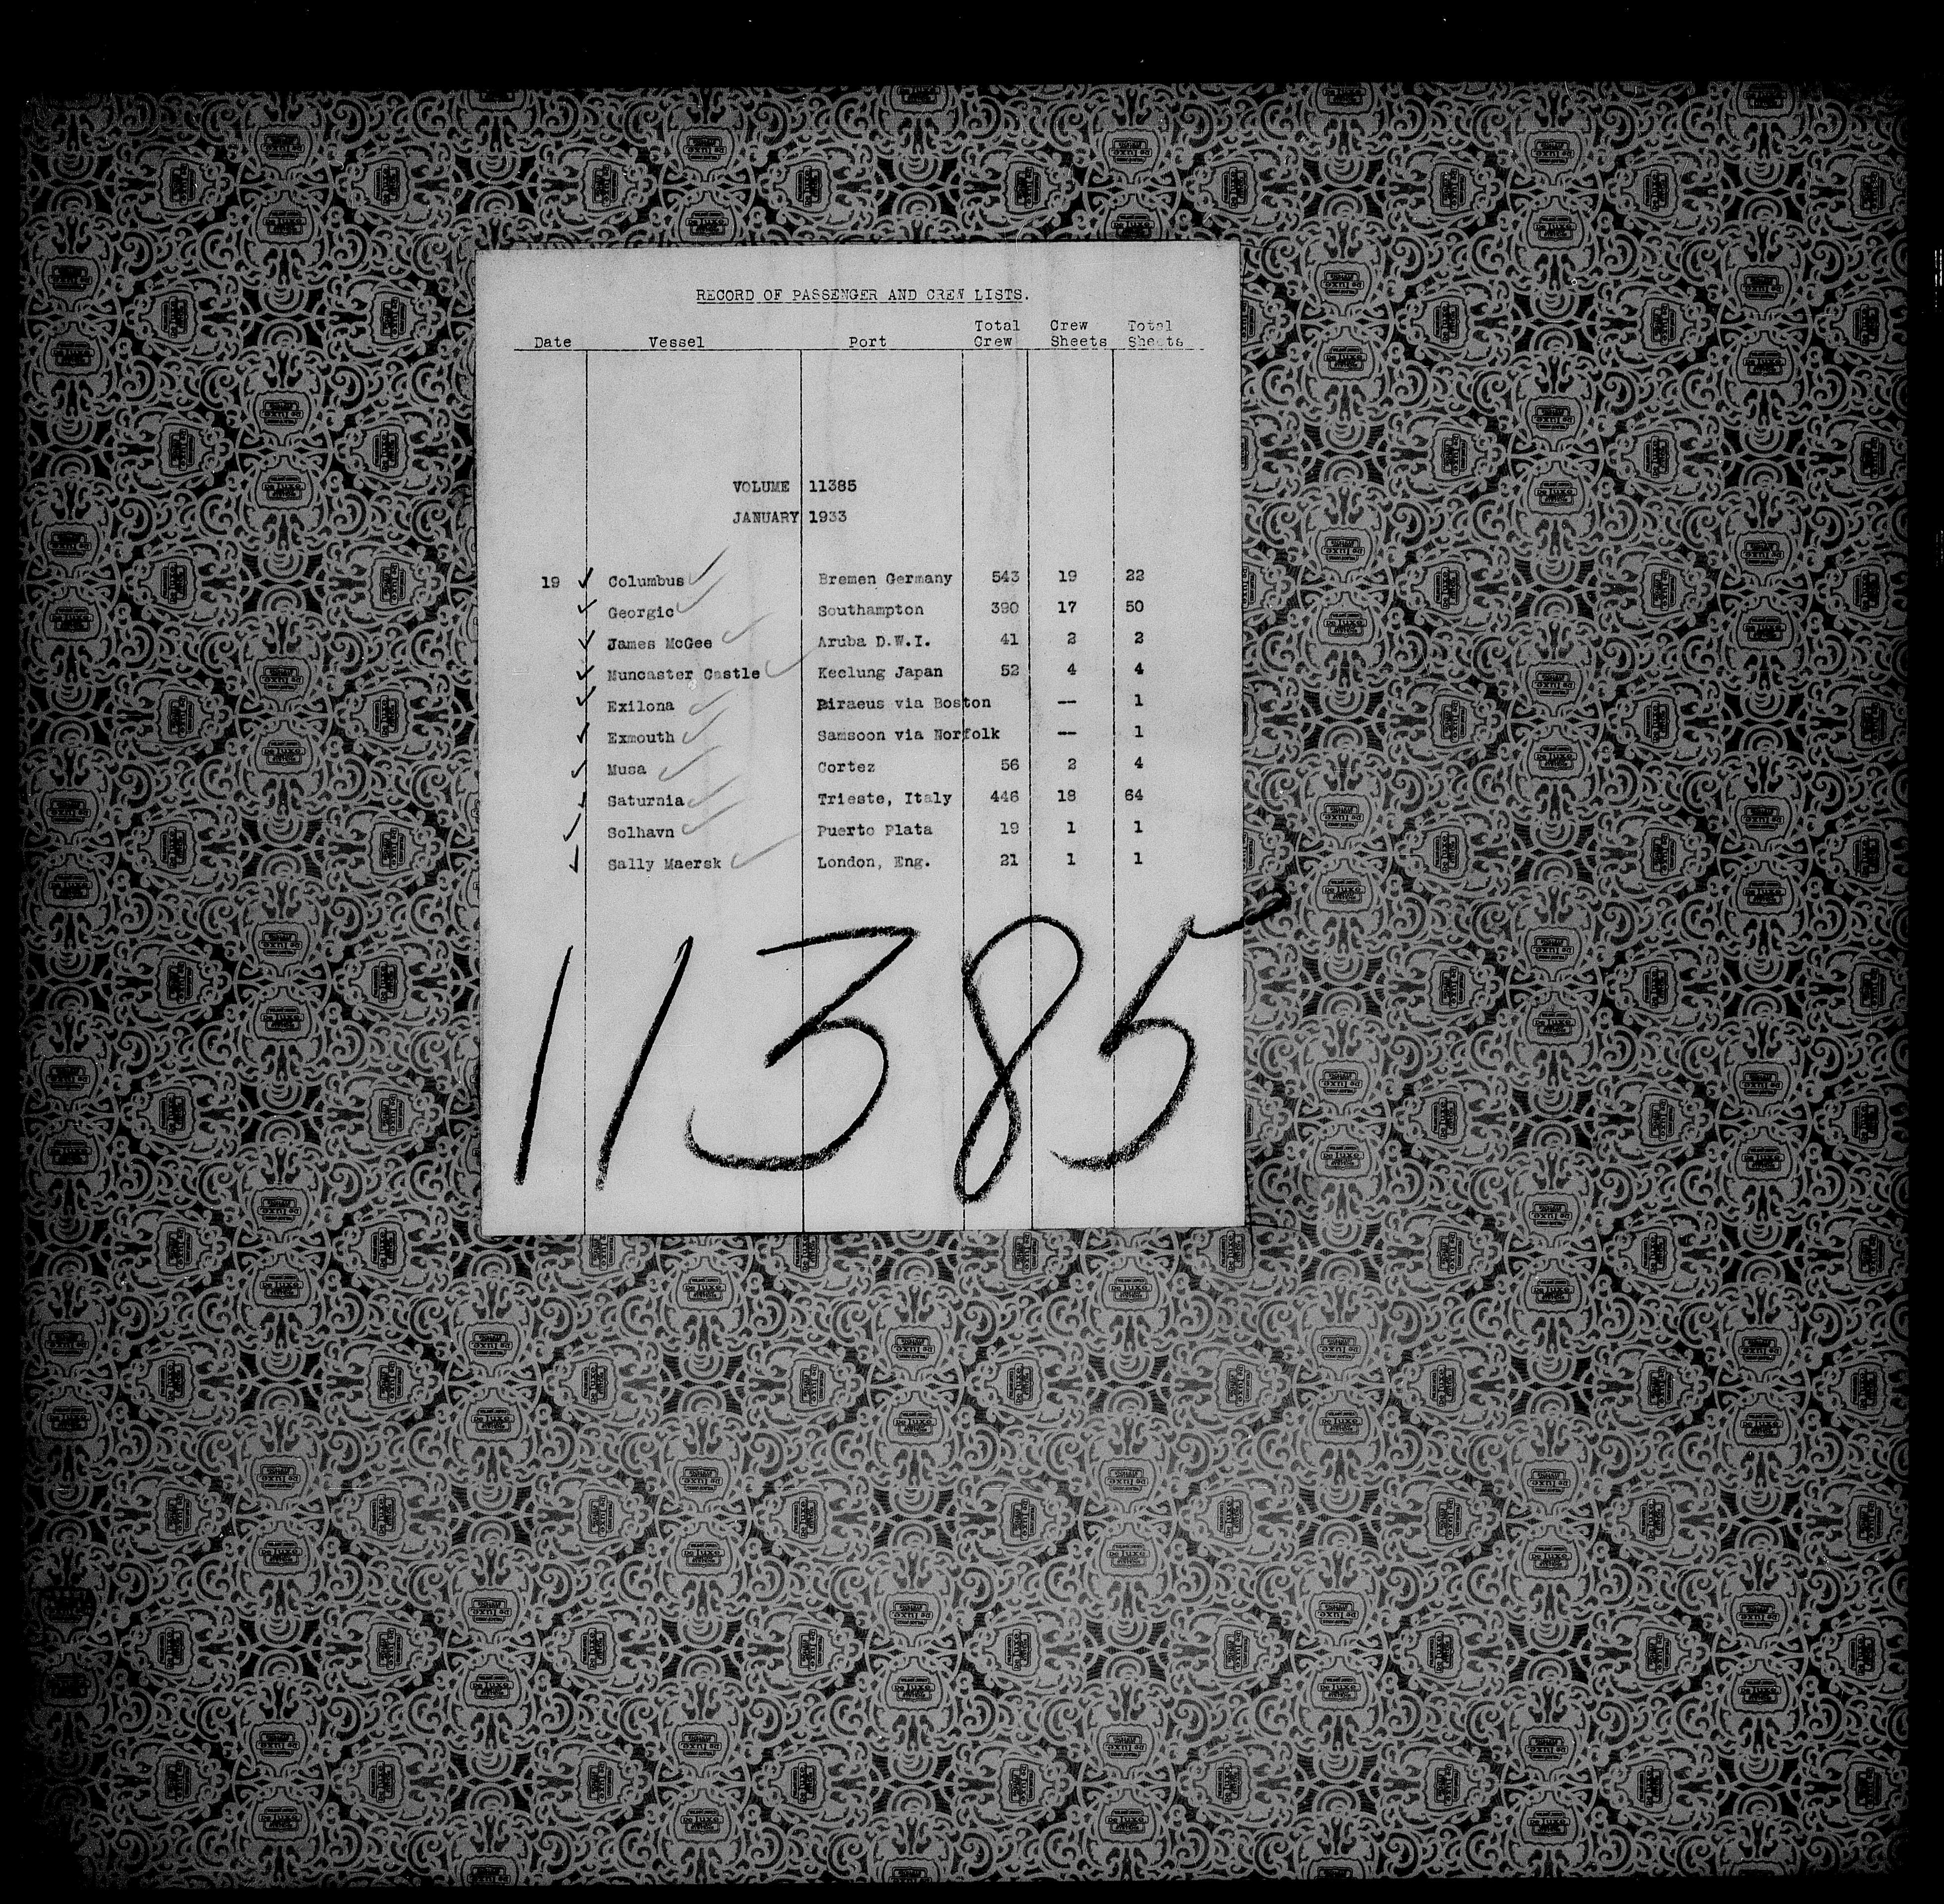 RECORD OF PASSENGER AND CREW LISTS.
Total Crew Total
Date Vessel Port Crew Sheets Sheets
VOLUME 11385
JANUARY 1933
19 ✓ Columbus ✓ Bremen Germany 543 19 22
✓ Georgic ✓ Southampton 390 17 50
✓ James McGee ✓ Aruba D.W.I. 41 2 2
✓ Muncaster Castle ✓ Keelung Japan 52 4 4
✓ Exilona ✓ Piraeus via Boston -- 1
✓ Exmouth ✓ Samsoon via Norfolk -- 1
✓ Musa ✓ Cortez 56 2 4
✓ Saturnia ✓ Trieste, Italy 446 18 64
✓ Solhavn ✓ Puerto Plata 19 1 1
✓ Sally Maersk ✓ London, Eng. 21 1 1
11385
De luxe